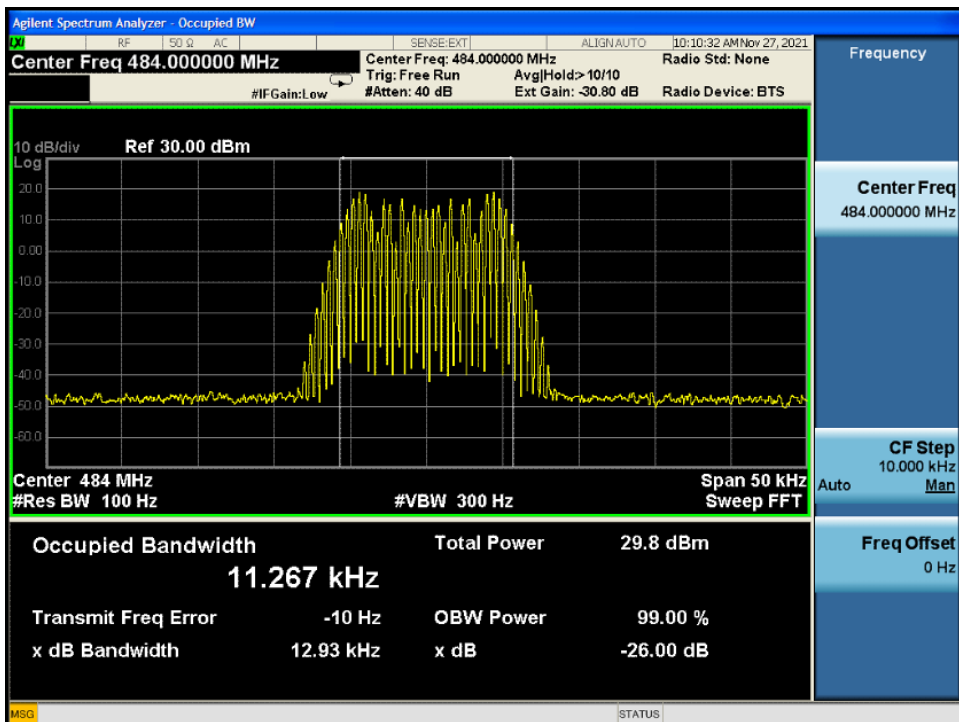 Agilent Spectrum Analyzer - Occupied BW
LXI RF 50 Ω AC SENSE:EXT ALIGNAUTO 10:10:32 AM Nov 27, 2021
Center Freq 484.000000 MHz
Center Freq: 484.000000 MHz Radio Std: None
Trig: Free Run Avg|Hold:> 10/10
#IFGain:Low #Atten: 40 dB Ext Gain: -30.80 dB Radio Device: BTS
Frequency
10 dB/div Ref 30.00 dBm
Log
20.0
10.0
0.00
-10.0
-20.0
-30.0
-40.0
-50.0
-60.0
Center 484 MHz Span 50 kHz
#Res BW 100 Hz #VBW 300 Hz Sweep FFT
Center Freq
484.000000 MHz
CF Step
10.000 kHz
Auto Man
Freq Offset
0 Hz
Occupied Bandwidth Total Power 29.8 dBm
11.267 kHz
Transmit Freq Error -10 Hz OBW Power 99.00 %
x dB Bandwidth 12.93 kHz x dB -26.00 dB
MSG STATUS